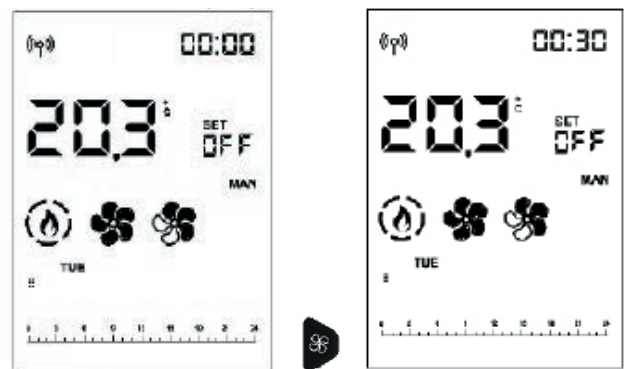 00:00
20,3
SET
OFF
MAN
TUE
00:30
20,3 °C
SET
OFF
MAN
TUE